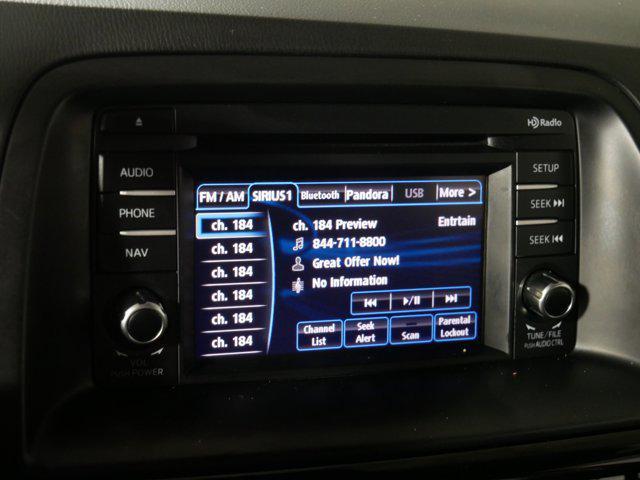 HD Radio
AUDIO
PHONE
NAV
VOL
PUSH POWER
FM / AM SIRIUS1 Bluetooth Pandora USB More >
ch. 184
ch. 184
ch. 184
ch. 184
ch. 184
ch. 184
ch. 184 Preview Entrtain
844-711-8800
Great Offer Now!
No Information
Channel List
Seek Alert
Scan
Parental Lockout
SETUP
SEEK
SEEK
TUNE/FILE
PUSH AUDIO CTRL